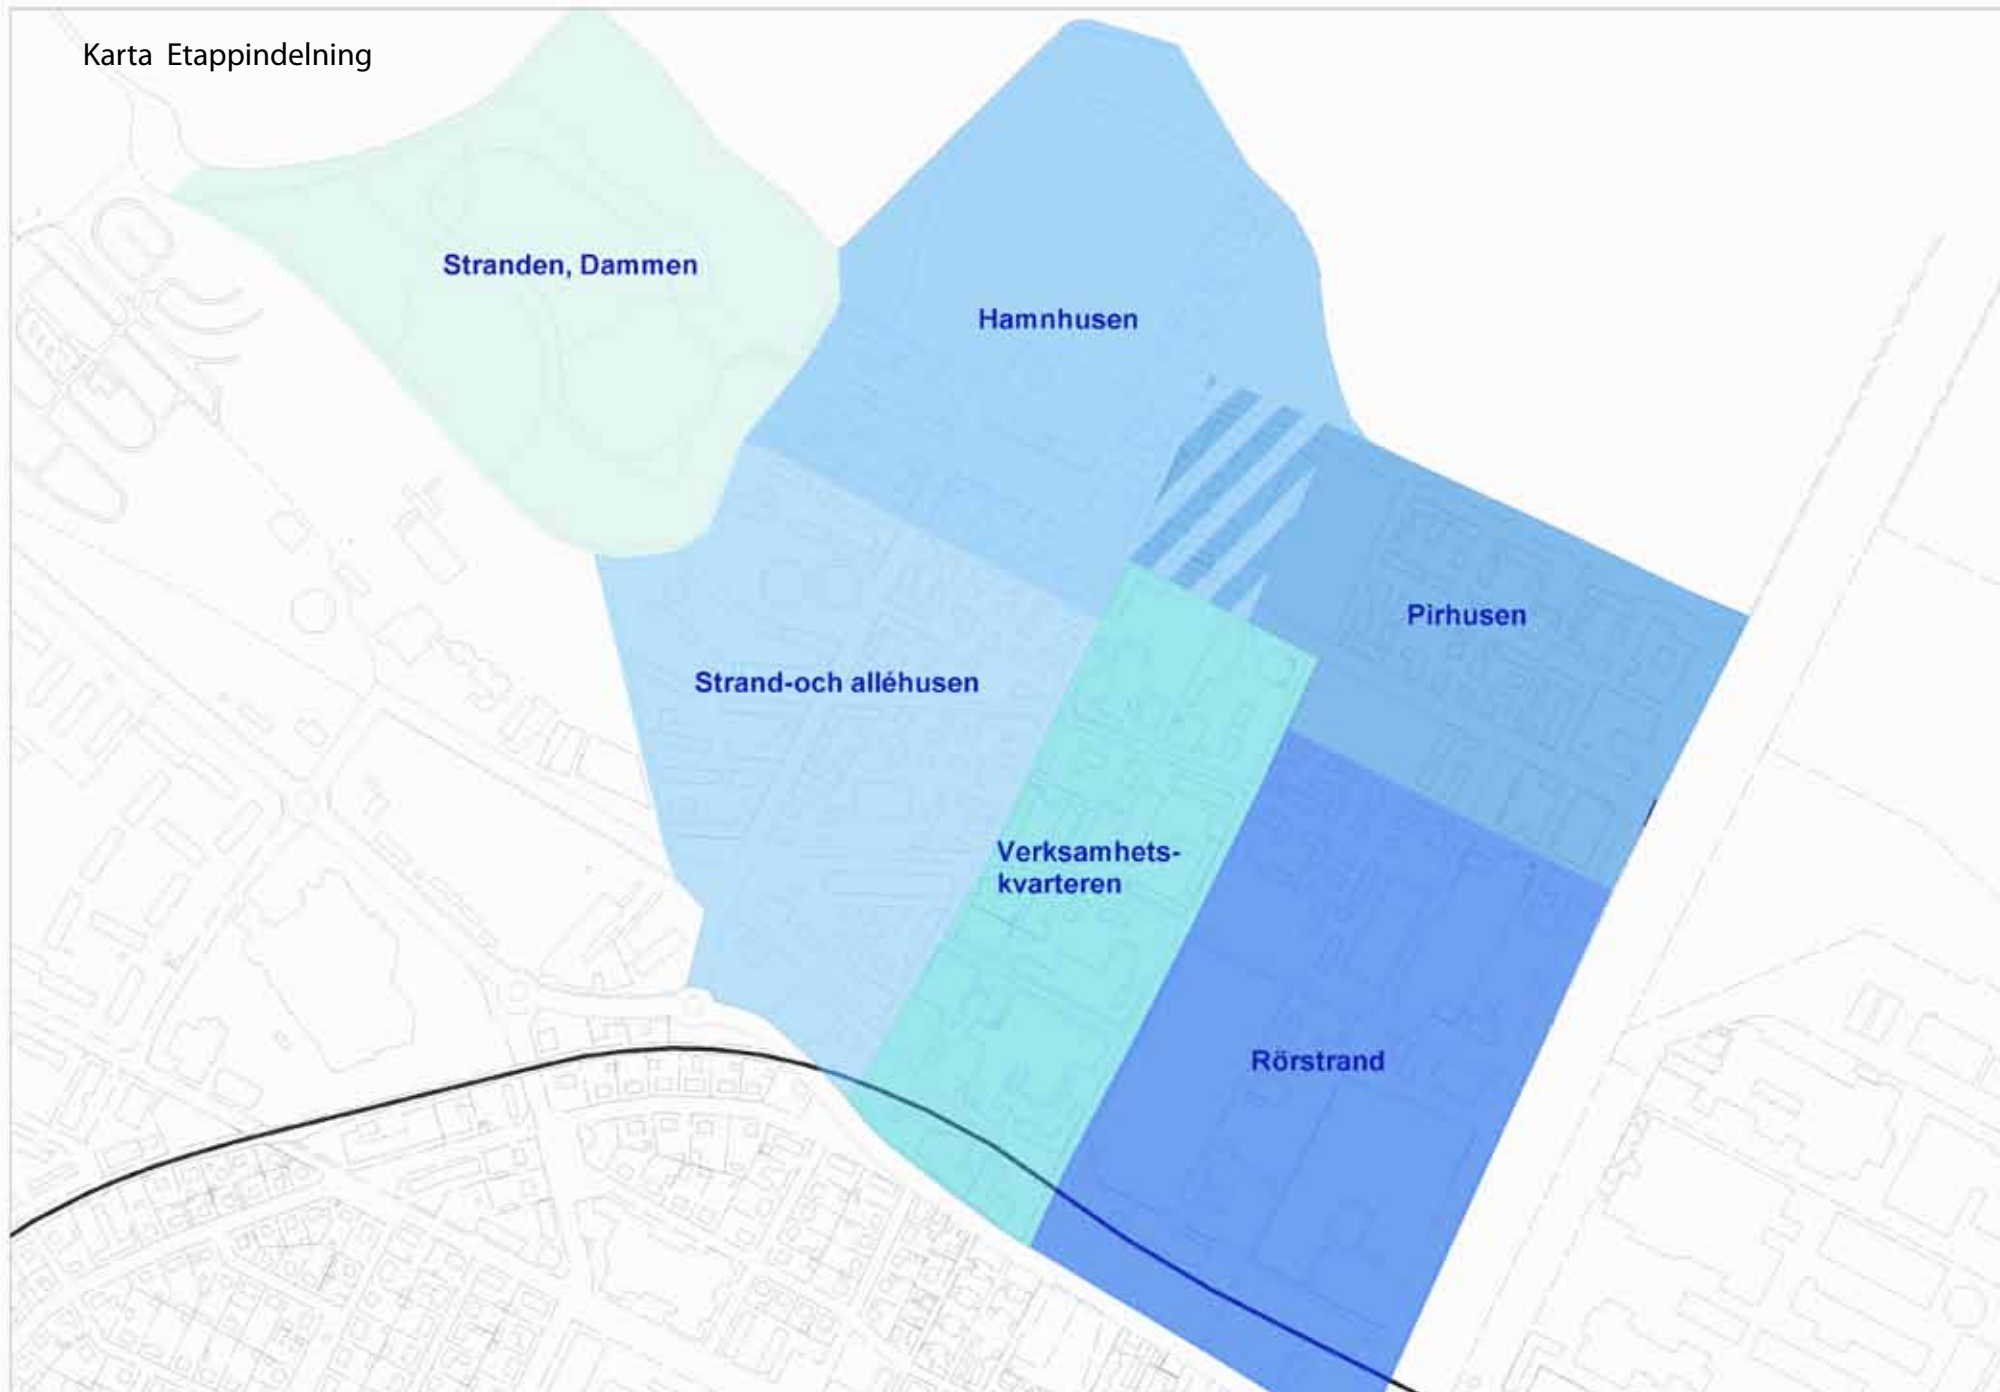 Karta Etappindelning
Stranden, Dammen
Hamnhusen
Pirhusen
Strand-och alléhusen
Verksamhets-
kvarteren
Rörstrand